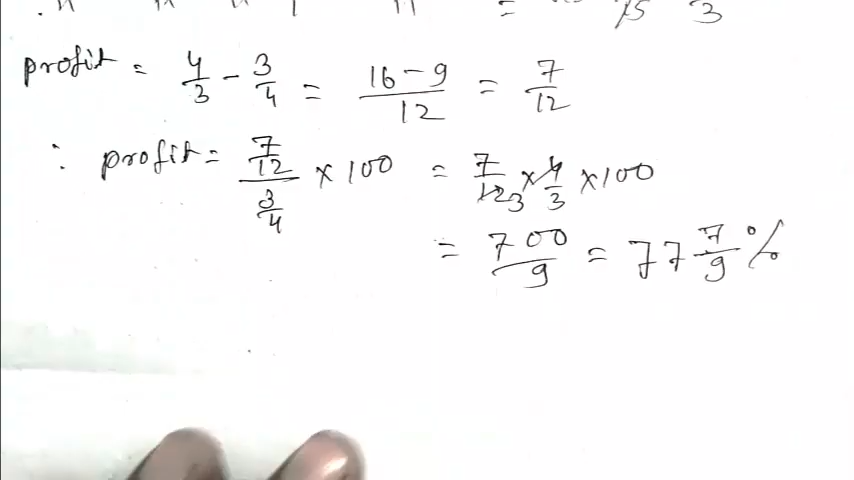 profit = 4/3 - 3/4 = 16-9/12 = 7/12
∴ profit = 7/12 / 3/4 × 100 = 7/12 3 × 4/3 × 100
= 700/9 = 77 7/9 %